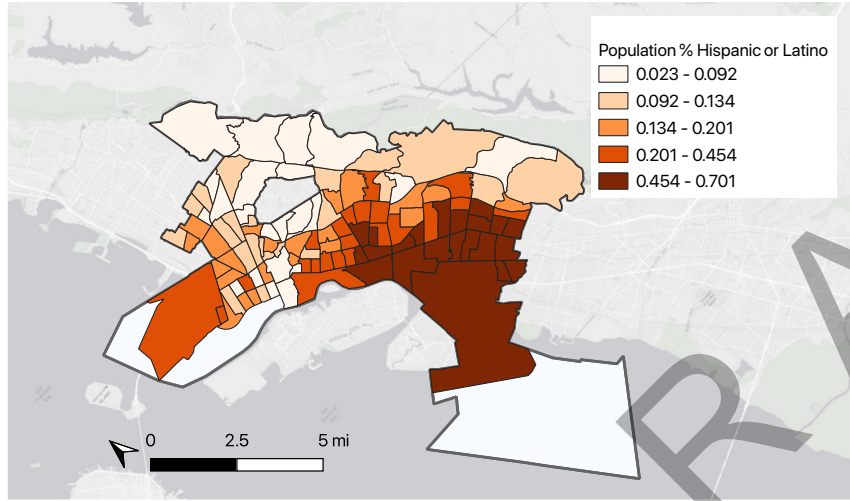 Population % Hispanic or Latino
0.023 - 0.092
0.092 - 0.134
0.134 - 0.201
0.201 - 0.454
0.454 - 0.701
R A
0 2.5 5 mi